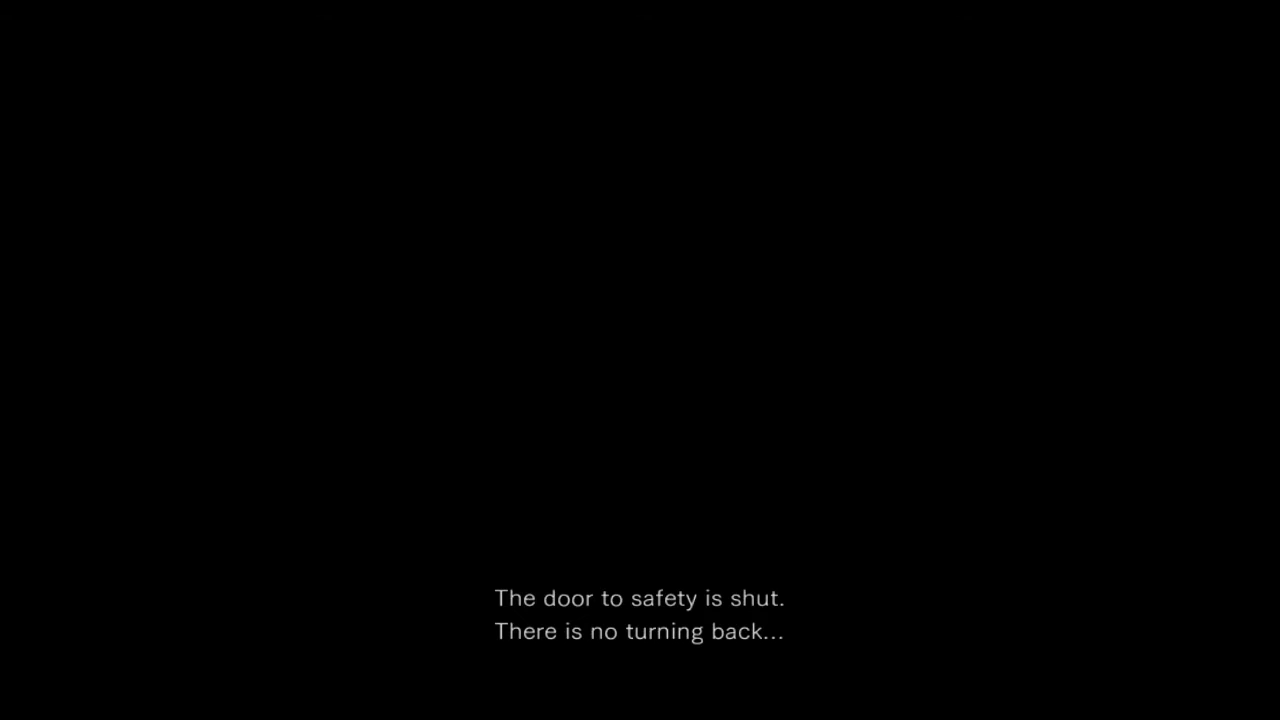 The door to safety is shut.
There is no turning back...